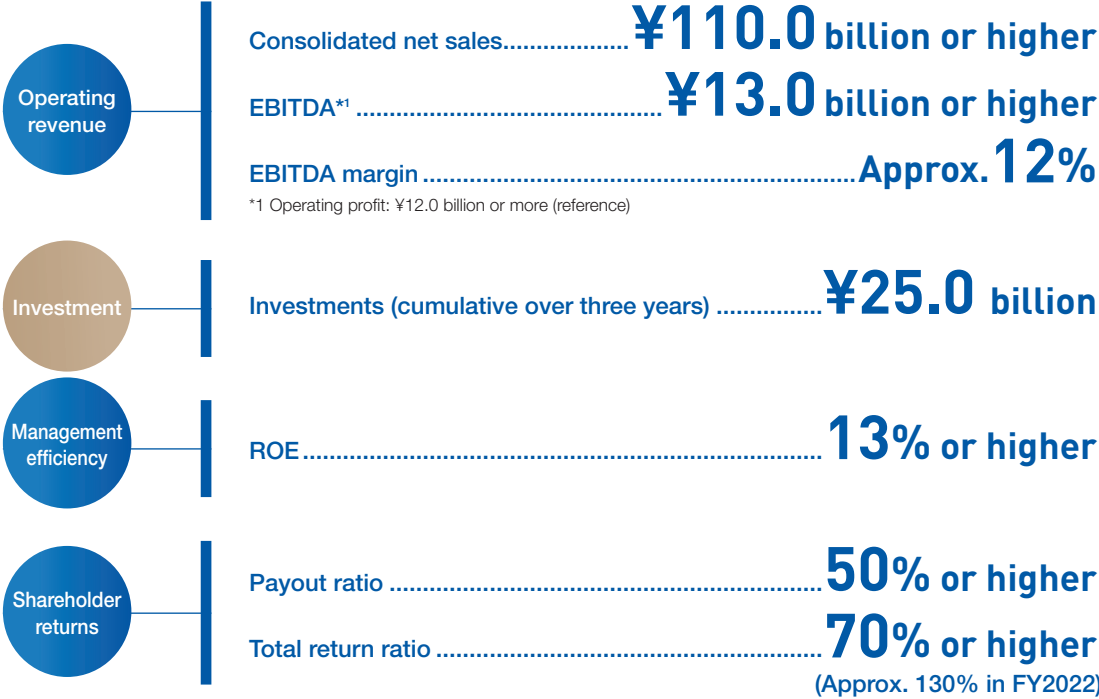 Operating
revenue
Consolidated net sales.................. ¥110.0 billion or higher
EBITDA*1 ............................................ ¥13.0 billion or higher
EBITDA margin ..............................................................Approx. 12%
*1 Operating profit: ¥12.0 billion or more (reference)
Investment
Investments (cumulative over three years) ............... ¥25.0 billion
Management
efficiency
ROE........................................................................... 13% or higher
Shareholder
returns
Payout ratio .............................................................. 50% or higher
Total return ratio ....................................................... 70% or higher
(Approx. 130% in FY2022)